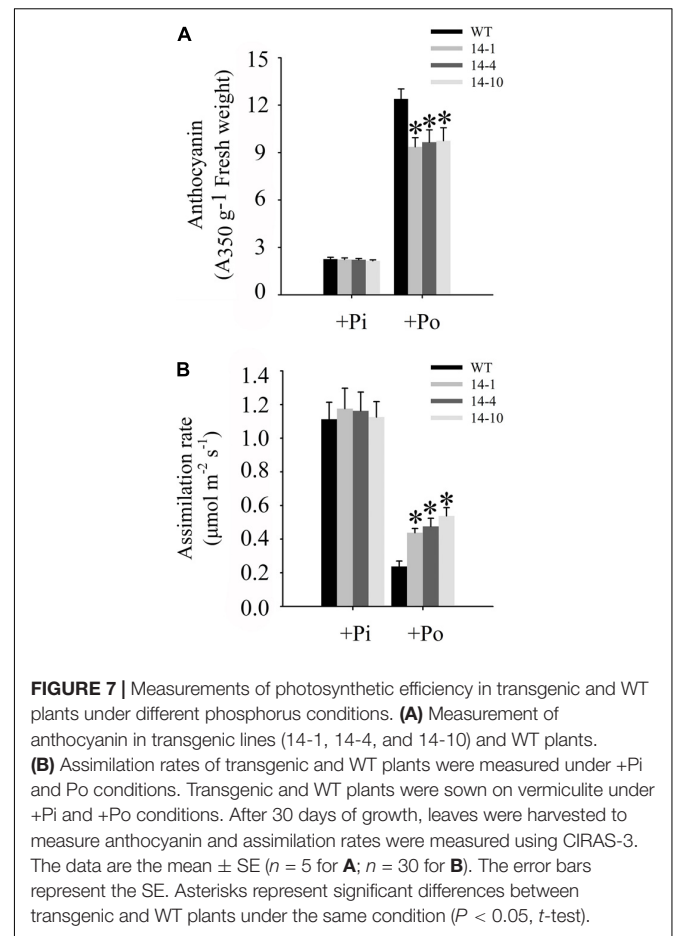 A
WT
14-1
14-4
14-10
15
12
9
6
3
0
Anthocyanin
(A350 g-1 Fresh weight)
***
+Pi
+Po
B
WT
14-1
14-4
14-10
1.4
1.2
1.0
0.8
0.6
0.4
0.2
0.0
Assimilation rate
(μmol m-2 s-1)
***
+Pi
+Po
FIGURE 7 | Measurements of photosynthetic efficiency in transgenic and WT
plants under different phosphorus conditions. (A) Measurement of
anthocyanin in transgenic lines (14-1, 14-4, and 14-10) and WT plants.
(B) Assimilation rates of transgenic and WT plants were measured under +Pi
and Po conditions. Transgenic and WT plants were sown on vermiculite under
+Pi and +Po conditions. After 30 days of growth, leaves were harvested to
measure anthocyanin and assimilation rates were measured using CIRAS-3.
The data are the mean ± SE (n = 5 for A; n = 30 for B). The error bars
represent the SE. Asterisks represent significant differences between
transgenic and WT plants under the same condition (P < 0.05, t-test).